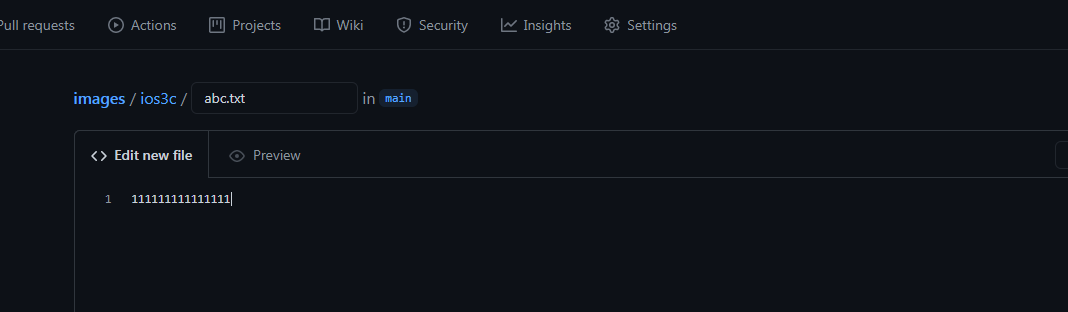 Pull requests Actions Projects Wiki Security Insights Settings
images / ios3c / abc.txt in main
Edit new file Preview
1 111111111111111